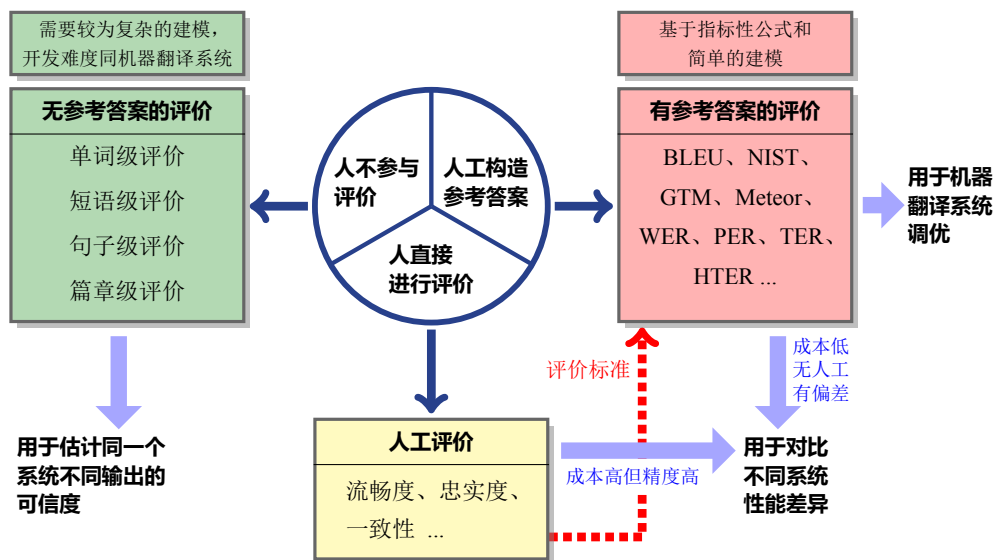 需要较为复杂的建模，
开发难度同机器翻译系统
无参考答案的评价
单词级评价
短语级评价
句子级评价
篇章级评价
用于估计同一个
系统不同输出的
可信度
人不参与
评价
人工构造
参考答案
人直接
进行评价
基于指标性公式和
简单的建模
有参考答案的评价
BLEU、NIST、
GTM、Meteor、
WER、PER、TER、
HTER ...
用于机器
翻译系统
调优
评价标准
成本低
无人工
有偏差
人工评价
流畅度、忠实度、
一致性 ...
成本高但精度高
用于对比
不同系统
性能差异